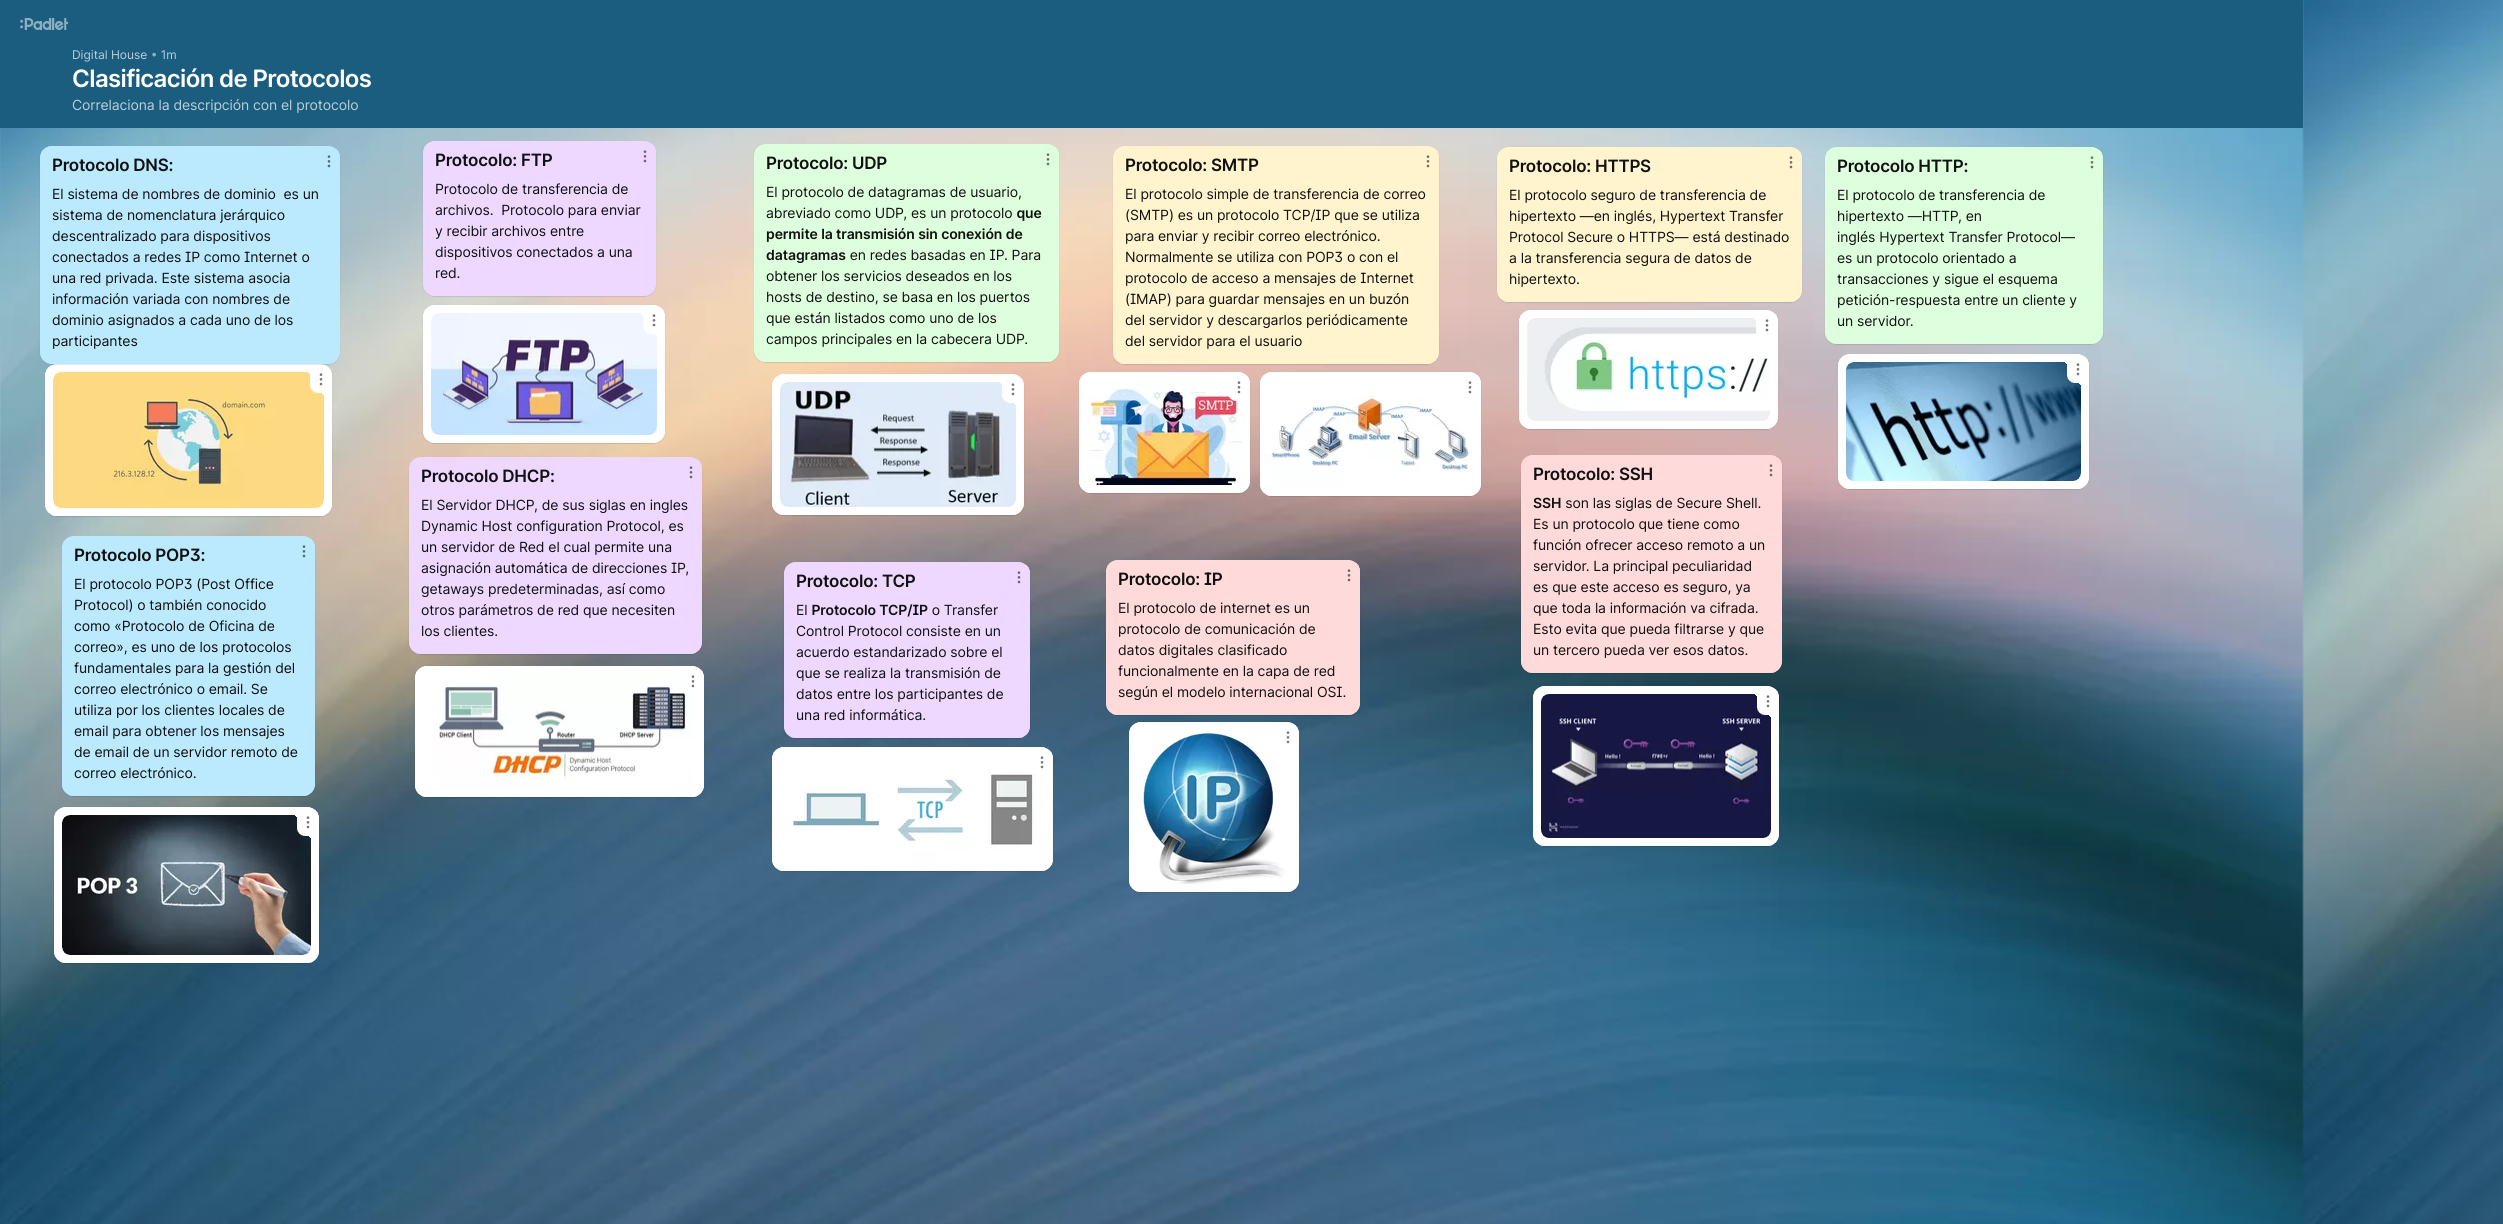 :Padlet
Digital House • 1m
Clasificación de Protocolos
Correlaciona la descripción con el protocolo
Protocolo DNS:
El sistema de nombres de dominio  es un
sistema de nomenclatura jerárquico
descentralizado para dispositivos
conectados a redes IP como Internet o
una red privada. Este sistema asocia
información variada con nombres de
dominio asignados a cada uno de los
participantes
domain.com
216.3.128.12
Protocolo POP3:
El protocolo POP3 (Post Office
Protocol) o también conocido
como «Protocolo de Oficina de
correo», es uno de los protocolos
fundamentales para la gestión del
correo electrónico o email. Se
utiliza por los clientes locales de
email para obtener los mensajes
de email de un servidor remoto de
correo electrónico.
POP 3
Protocolo: FTP
Protocolo de transferencia de
archivos.  Protocolo para enviar
y recibir archivos entre
dispositivos conectados a una
red.
FTP
Protocolo DHCP:
El Servidor DHCP, de sus siglas en ingles
Dynamic Host configuration Protocol, es
un servidor de Red el cual permite una
asignación automática de direcciones IP,
getaways predeterminadas, así como
otros parámetros de red que necesiten
los clientes.
DHCP Client
Router
DHCP Server
DHCP
Dynamic Host
Configuration Protocol
Protocolo: UDP
El protocolo de datagramas de usuario,
abreviado como UDP, es un protocolo que
permite la transmisión sin conexión de
datagramas en redes basadas en IP. Para
obtener los servicios deseados en los
hosts de destino, se basa en los puertos
que están listados como uno de los
campos principales en la cabecera UDP.
UDP
Request
Response
Response
Client
Server
Protocolo: TCP
El Protocolo TCP/IP o Transfer
Control Protocol consiste en un
acuerdo estandarizado sobre el
que se realiza la transmisión de
datos entre los participantes de
una red informática.
TCP
Protocolo: SMTP
El protocolo simple de transferencia de correo
(SMTP) es un protocolo TCP/IP que se utiliza
para enviar y recibir correo electrónico.
Normalmente se utiliza con POP3 o con el
protocolo de acceso a mensajes de Internet
(IMAP) para guardar mensajes en un buzón
del servidor y descargarlos periódicamente
del servidor para el usuario
SMTP
IMAP
IMAP
IMAP
IMAP
Email Server
SmartPhone
Desktop PC
Tablet
Desktop PC
Protocolo: IP
El protocolo de internet es un
protocolo de comunicación de
datos digitales clasificado
funcionalmente en la capa de red
según el modelo internacional OSI.
IP
Protocolo: HTTPS
El protocolo seguro de transferencia de
hipertexto —en inglés, Hypertext Transfer
Protocol Secure o HTTPS— está destinado
a la transferencia segura de datos de
hipertexto.
https://
Protocolo: SSH
SSH son las siglas de Secure Shell.
Es un protocolo que tiene como
función ofrecer acceso remoto a un
servidor. La principal peculiaridad
es que este acceso es seguro, ya
que toda la información va cifrada.
Esto evita que pueda filtrarse y que
un tercero pueda ver esos datos.
SSH CLIENT
SSH SERVER
Hello !
Hello !
Protocolo HTTP:
El protocolo de transferencia de
hipertexto —HTTP, en
inglés Hypertext Transfer Protocol—
es un protocolo orientado a
transacciones y sigue el esquema
petición-respuesta entre un cliente y
un servidor.
http://www